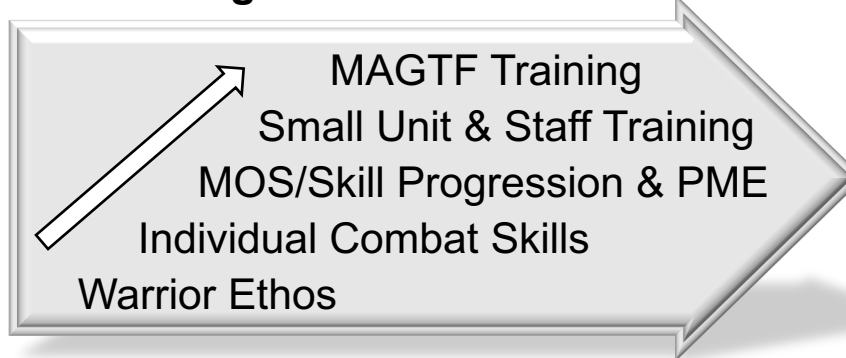 MAGTF Training
Small Unit & Staff Training
MOS/Skill Progression & PME
Individual Combat Skills
Warrior Ethos